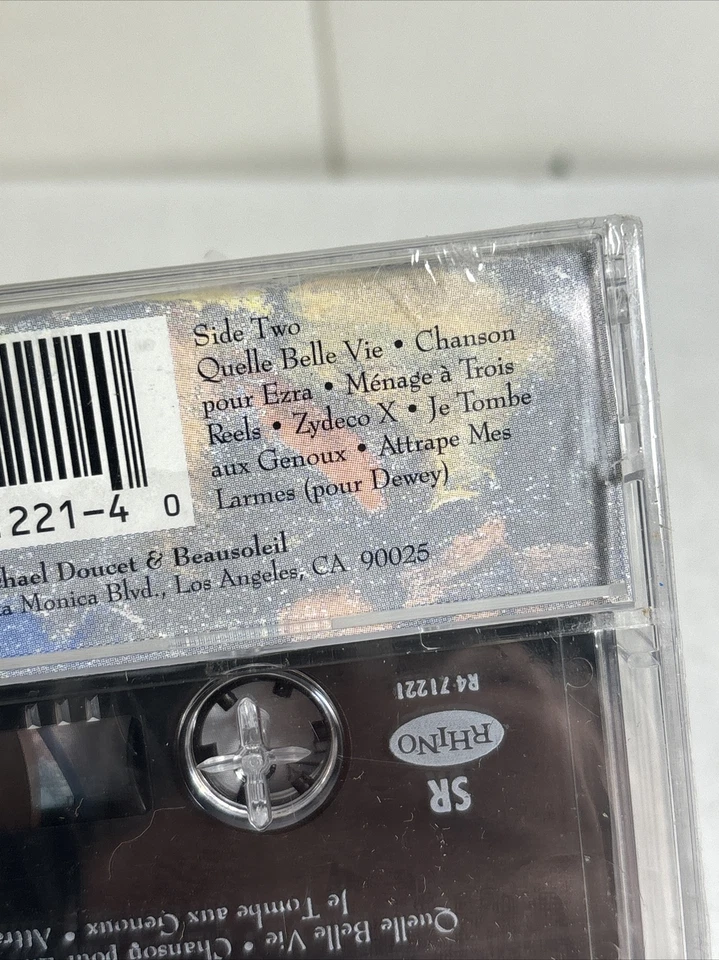 Side Two
Quelle Belle Vie • Chanson
pour Ezra • Ménage à Trois
Reels • Zydeco X • Je Tombe
aux Genoux • Attrape Mes
Larmes (pour Dewey)
221-4 0
chael Doucet & Beausoleil
a Monica Blvd., Los Angeles, CA 90025
R4 71221
RHINO
SR
Quelle Belle Vie • Chanson pour
Je Tombe aux Genoux • Attra